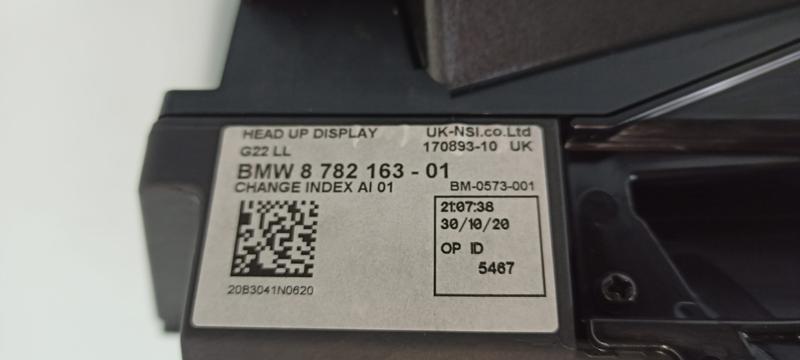 HEAD UP DISPLAY UK-NSI.co.Ltd
G22 LL 170893-10 UK
BMW 8 782 163 - 01
CHANGE INDEX AI 01 BM-0573-001
21:07:38
30/10/20
OP ID
5467
20B3041N0620